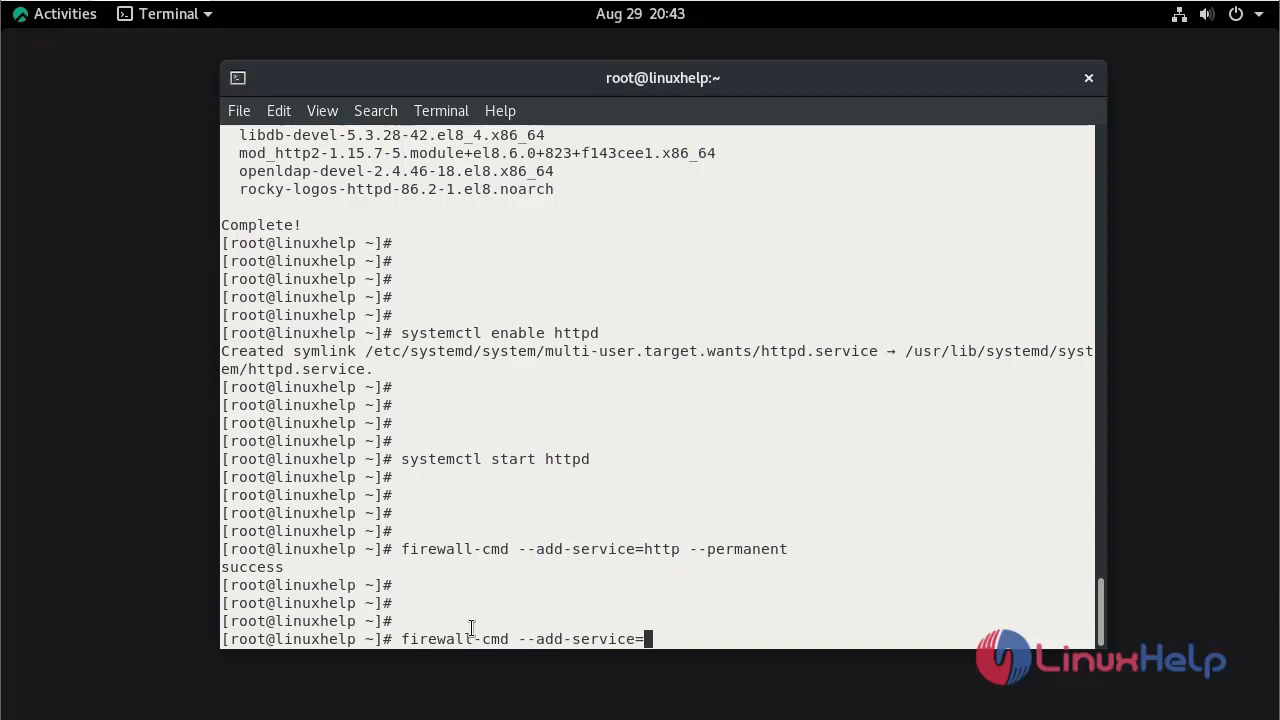 Activities Terminal Aug 29 20:43
root@linuxhelp:~
File Edit View Search Terminal Help
libdb-devel-5.3.28-42.el8_4.x86_64
mod_http2-1.15.7-5.module+el8.6.0+823+f143cee1.x86_64
openldap-devel-2.4.46-18.el8.x86_64
rocky-logos-httpd-86.2-1.el8.noarch
Complete!
[root@linuxhelp ~]#
[root@linuxhelp ~]#
[root@linuxhelp ~]#
[root@linuxhelp ~]#
[root@linuxhelp ~]#
[root@linuxhelp ~]# systemctl enable httpd
Created symlink /etc/systemd/system/multi-user.target.wants/httpd.service → /usr/lib/systemd/syst
em/httpd.service.
[root@linuxhelp ~]#
[root@linuxhelp ~]#
[root@linuxhelp ~]#
[root@linuxhelp ~]#
[root@linuxhelp ~]# systemctl start httpd
[root@linuxhelp ~]#
[root@linuxhelp ~]#
[root@linuxhelp ~]#
[root@linuxhelp ~]#
[root@linuxhelp ~]# firewall-cmd --add-service=http --permanent
success
[root@linuxhelp ~]#
[root@linuxhelp ~]#
[root@linuxhelp ~]#
[root@linuxhelp ~]# firewall-cmd --add-service=
LinuxHelp